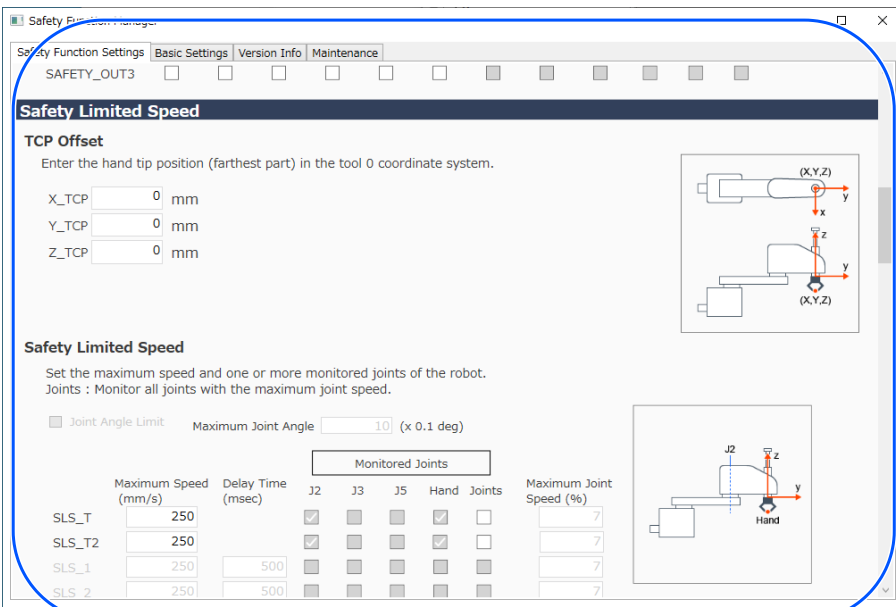 Safety Function Manager
Safety Function Settings Basic Settings Version Info Maintenance
SAFETY_OUT3
Safety Limited Speed
TCP Offset
Enter the hand tip position (farthest part) in the tool 0 coordinate system.
X_TCP 0 mm
Y_TCP 0 mm
Z_TCP 0 mm
(X,Y,Z)
y
x
z
y
(X,Y,Z)
Safety Limited Speed
Set the maximum speed and one or more monitored joints of the robot.
Joints : Monitor all joints with the maximum joint speed.
Joint Angle Limit Maximum Joint Angle 10 (x 0.1 deg)
Monitored Joints
Maximum Speed (mm/s) Delay Time (msec) J2 J3 J5 Hand Joints Maximum Joint Speed (%)
SLS_T 250 7
SLS_T2 250 7
SLS_1 250 500 7
SLS_2 250 500 7
J2
z
y
Hand